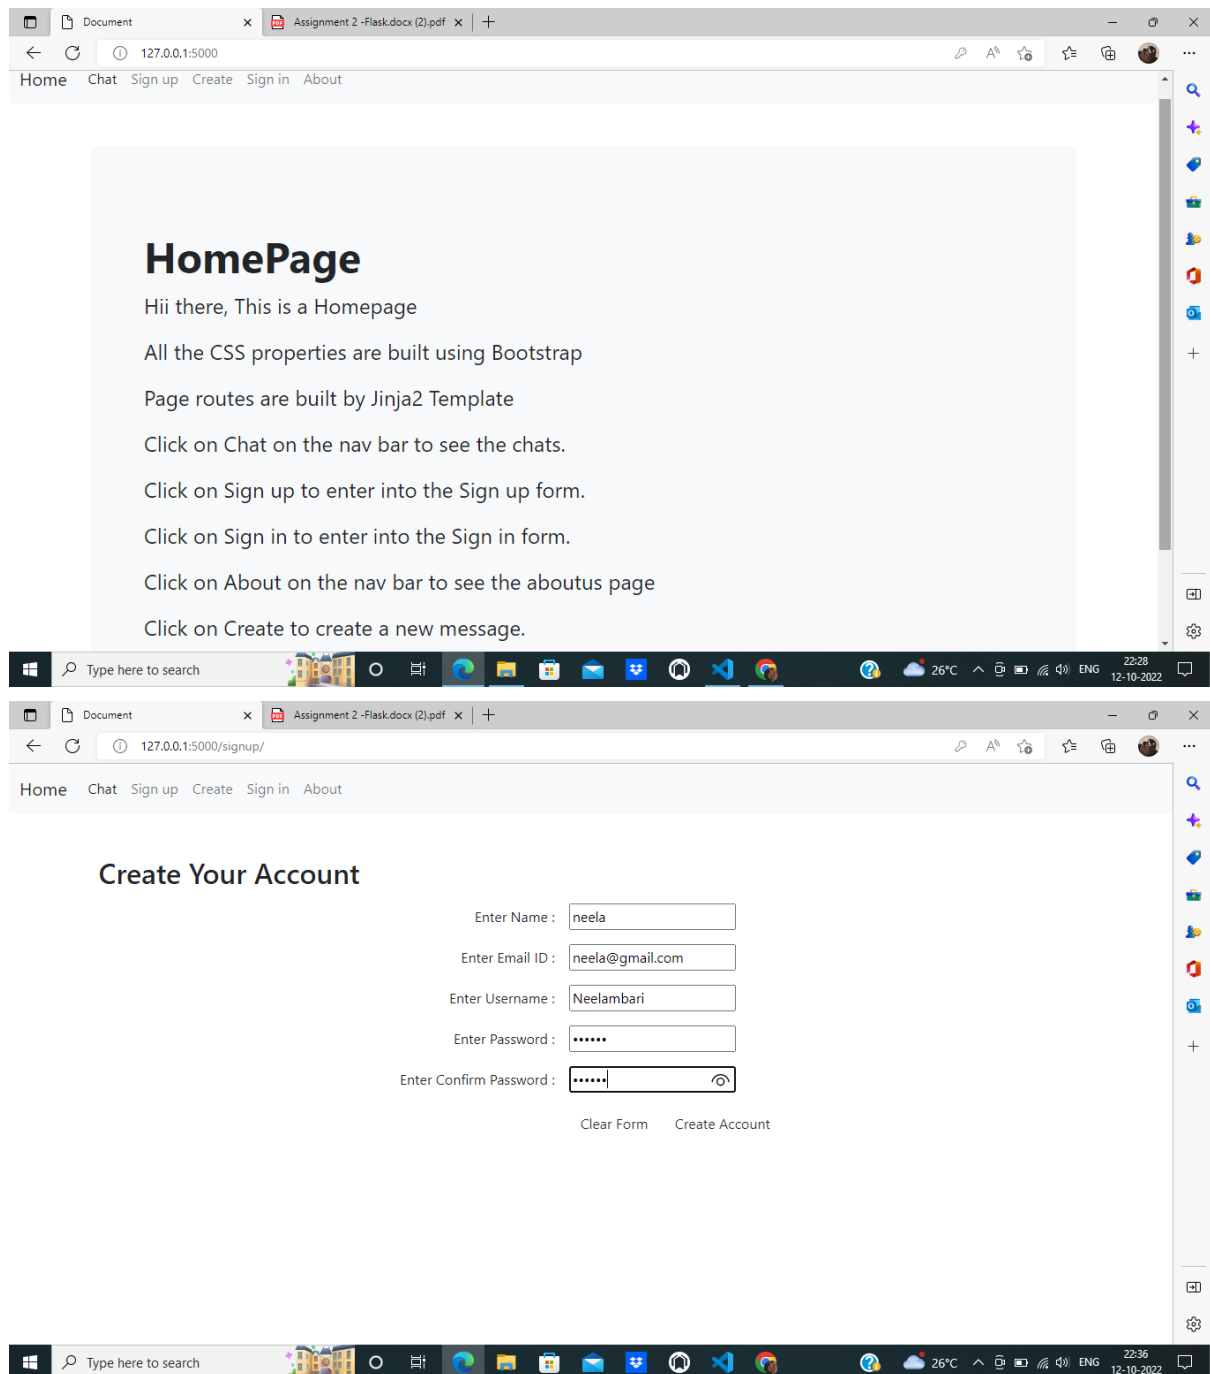 Document
Assignment 2 -Flask.docx (2).pdf
127.0.0.1:5000
Home Chat Sign up Create Sign in About
HomePage
Hii there, This is a Homepage
All the CSS properties are built using Bootstrap
Page routes are built by Jinja2 Template
Click on Chat on the nav bar to see the chats.
Click on Sign up to enter into the Sign up form.
Click on Sign in to enter into the Sign in form.
Click on About on the nav bar to see the aboutus page
Click on Create to create a new message.
Type here to search
26°C
ENG
22:28
12-10-2022
Document
Assignment 2 -Flask.docx (2).pdf
127.0.0.1:5000/signup/
Home Chat Sign up Create Sign in About
Create Your Account
Enter Name : neela
Enter Email ID : neela@gmail.com
Enter Username : Neelambari
Enter Password : ••••••
Enter Confirm Password : ••••••
Clear Form Create Account
Type here to search
26°C
ENG
22:36
12-10-2022